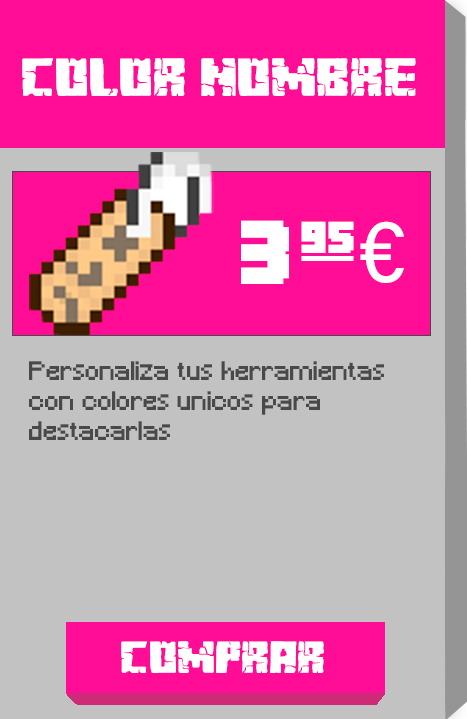 COLOR NOMBRE
3 95€
Personaliza tus herramientas
con colores unicos para
destacarlas
COMPRAR